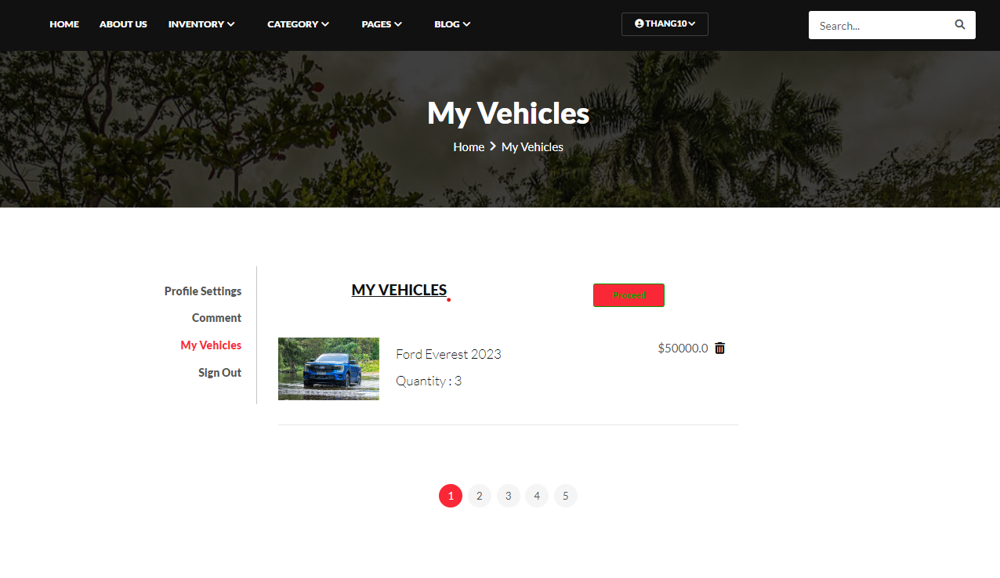 HOME ABOUT US INVENTORY CATEGORY PAGES BLOG THANG10 Search...
My Vehicles
Home My Vehicles
Profile Settings
Comment
My Vehicles
Sign Out
MY VEHICLES
Proceed
Ford Everest 2023
$50000.0
Quantity : 3
1 2 3 4 5